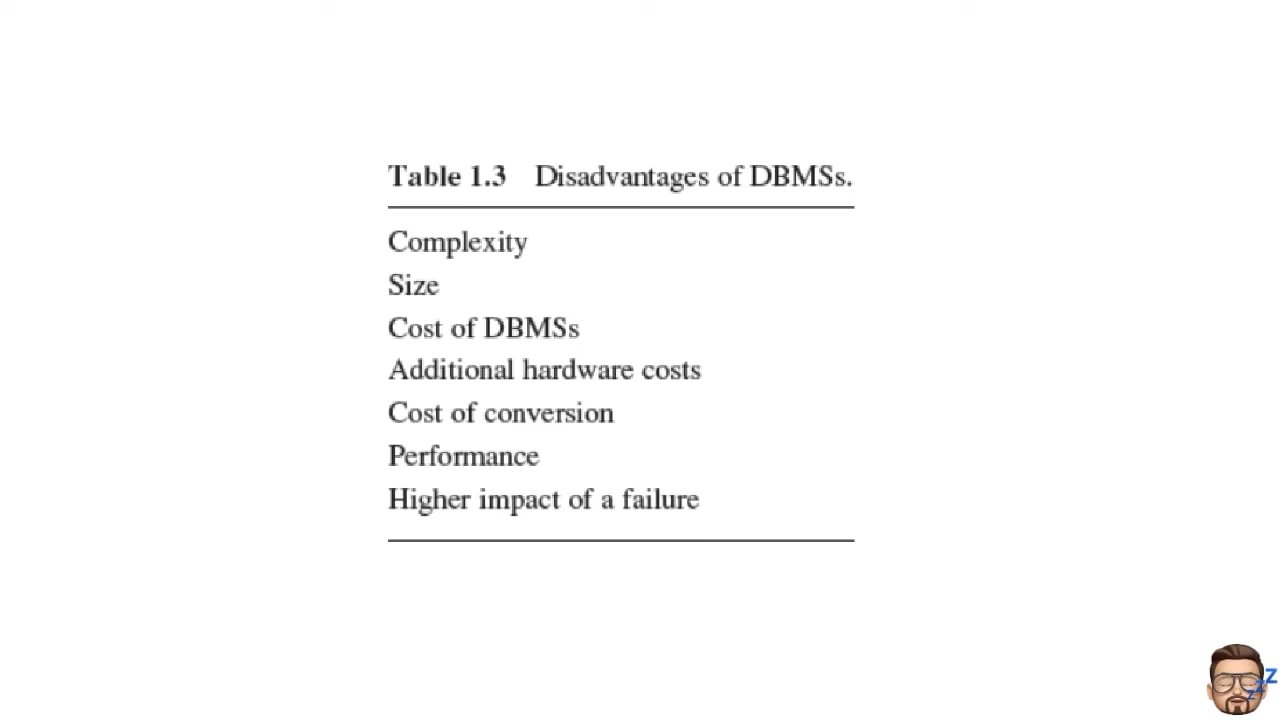 Table 1.3 Disadvantages of DBMSs.
Complexity
Size
Cost of DBMSs
Additional hardware costs
Cost of conversion
Performance
Higher impact of a failure
zzZ